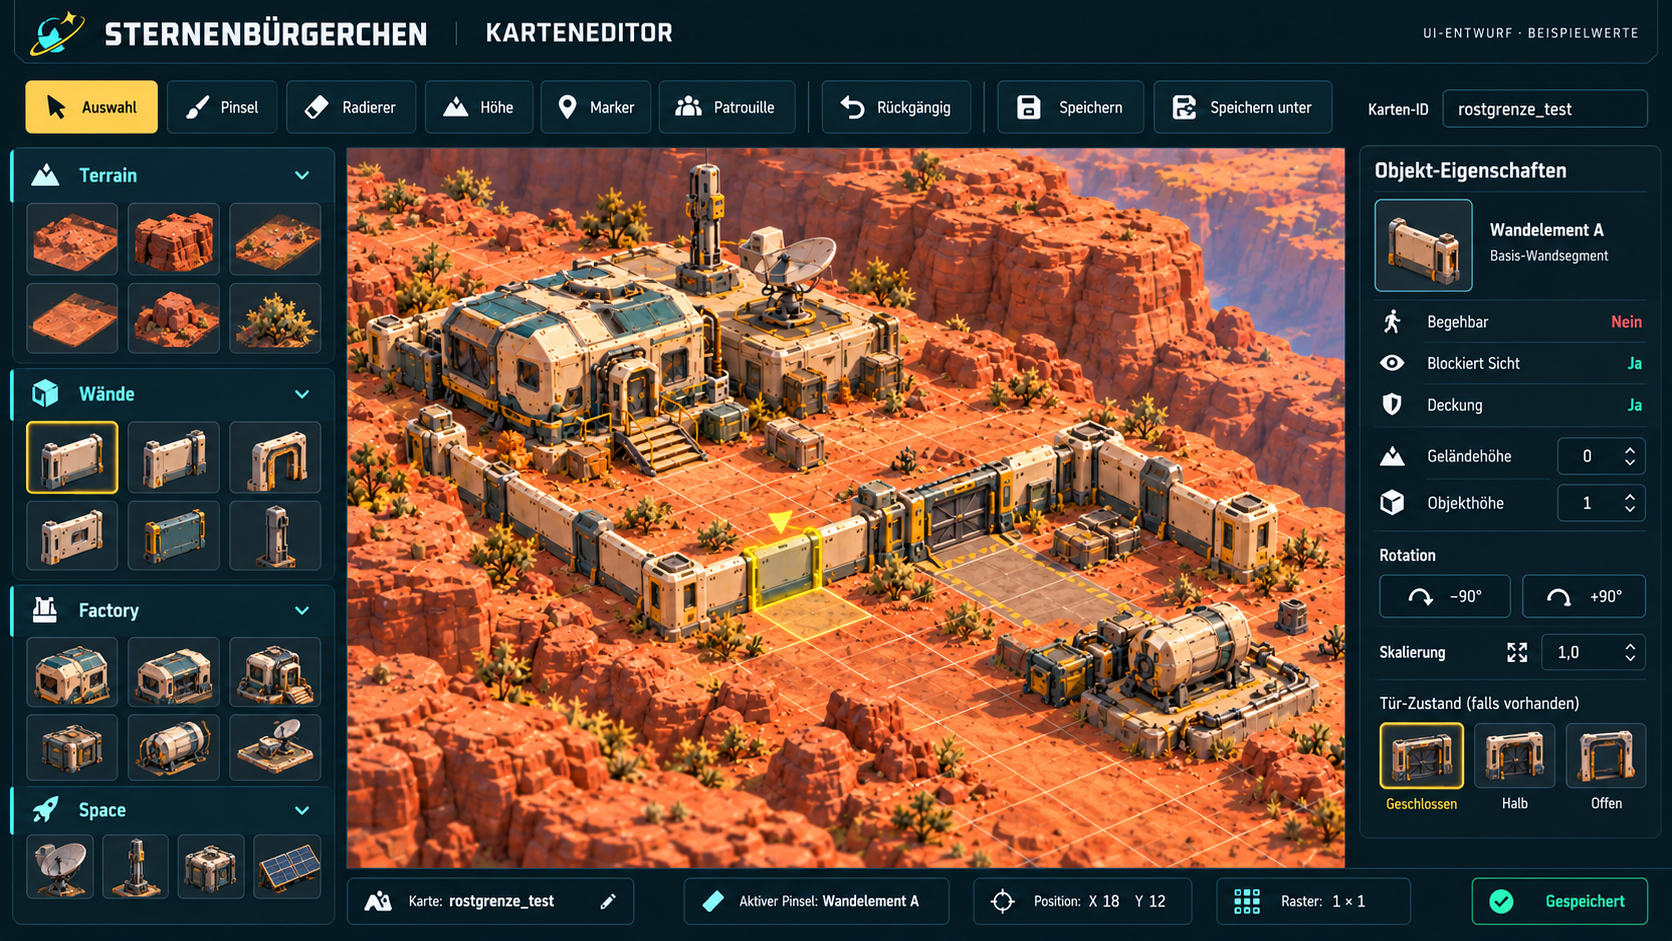 STERNENBÜRGERCHEN
KARTENEDITOR
UI-ENTWURF · BEISPIELWERTE
Auswahl
Pinsel
Radierer
Höhe
Marker
Patrouille
Rückgängig
Speichern
Speichern unter
Karten-ID
rostgrenze_test
Terrain
Wände
Factory
Space
Objekt-Eigenschaften
Wandelement A
Basis-Wandsegment
Begehbar Nein
Blockiert Sicht Ja
Deckung Ja
Geländehöhe 0
Objekthöhe 1
Rotation
−90° +90°
Skalierung 1,0
Tür-Zustand (falls vorhanden)
Geschlossen Halb Offen
Karte: rostgrenze_test
Aktiver Pinsel: Wandelement A
Position: X 18 Y 12
Raster: 1 × 1
Gespeichert